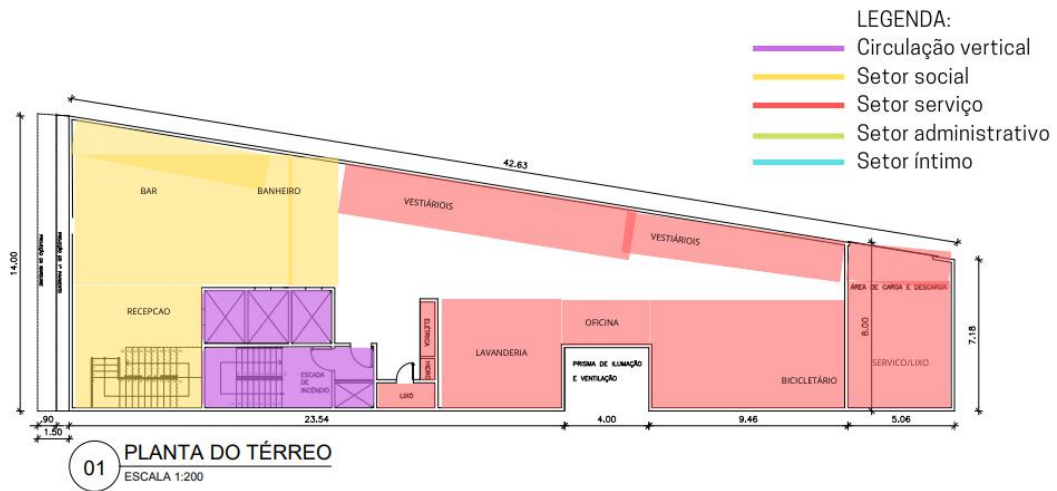 LEGENDA:
Circulação vertical
Setor social
Setor serviço
Setor administrativo
Setor íntimo
42.63
14.00
BAR
BANHEIRO
VESTIÁRIOIS
VESTIÁRIOIS
ÁREA DE CARGA E DESCARGA
RECEPCAO
ELÉTRICA
HIDRO
LAVANDERIA
OFICINA
8.00
7.18
PRISMA DE ILUMAÇÃO
E VENTILAÇÃO
SERVICO/LIXO
ESCADA
DE
INCÊNDIO
BICICLETÁRIO
LIXO
.90
23.54
4.00
9.46
5.06
1.50
01
PLANTA DO TÉRREO
ESCALA 1:200